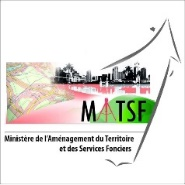 MATSF
Ministère de l'Aménagement du Territoire
et des Services Fonciers